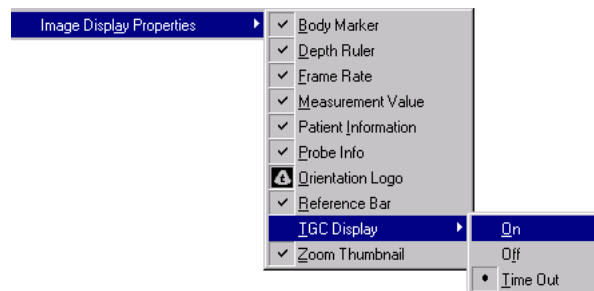 Image Display Properties
Body Marker
Depth Ruler
Frame Rate
Measurement Value
Patient Information
Probe Info
Orientation Logo
Reference Bar
TGC Display
On
Zoom Thumbnail
Off
Time Out